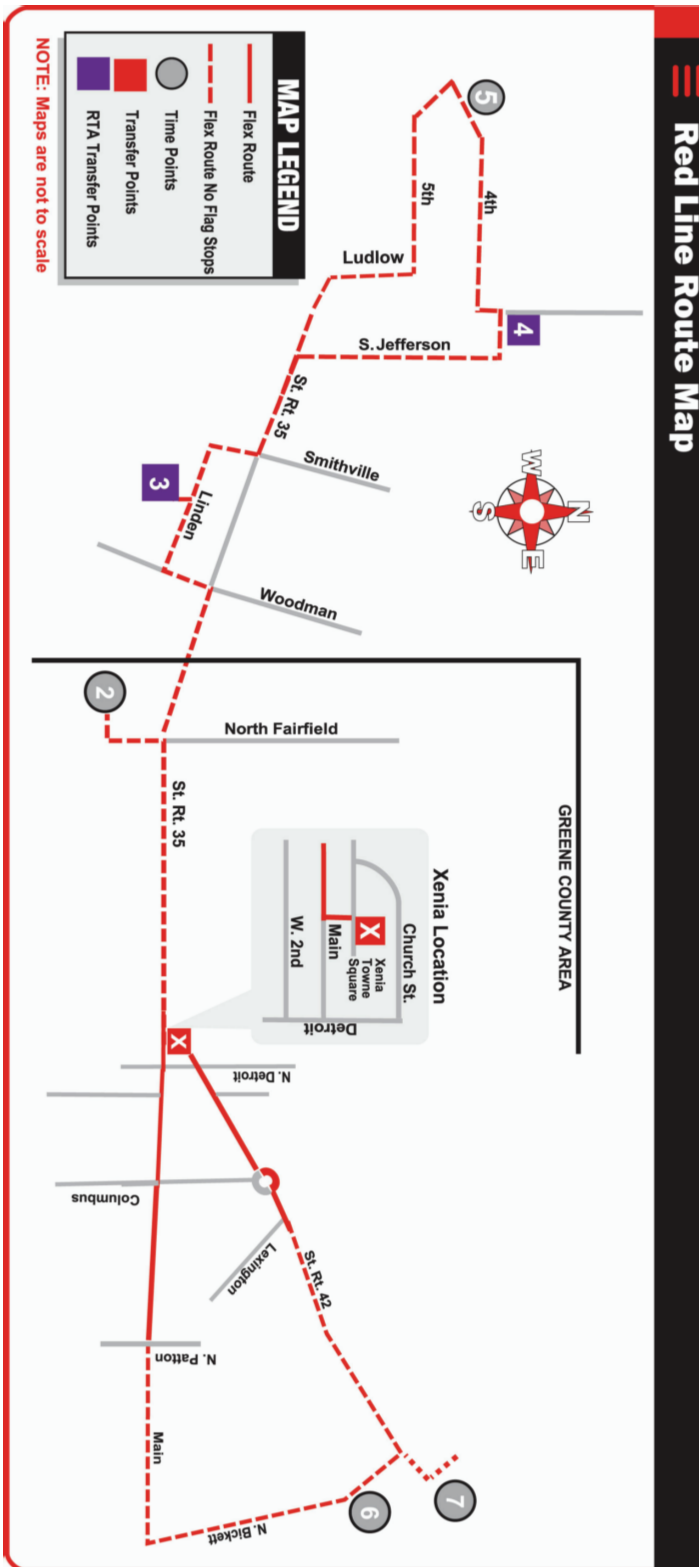 Red Line Route Map
5
4th
5th
Ludlow
4
S. Jefferson
St. Rt. 35
Smithville
3
Linden
Woodman
N
W
E
S
GREENE COUNTY AREA
2
North Fairfield
St. Rt. 35
Xenia Location
Church St.
X
Xenia
Towne
Square
Main
W. 2nd
Detroit
X
N. Detroit
Columbus
Lexington
St. Rt. 42
N. Patton
Main
N. Bickett
6
7
MAP LEGEND
Flex Route
Flex Route No Flag Stops
Time Points
Transfer Points
RTA Transfer Points
NOTE: Maps are not to scale